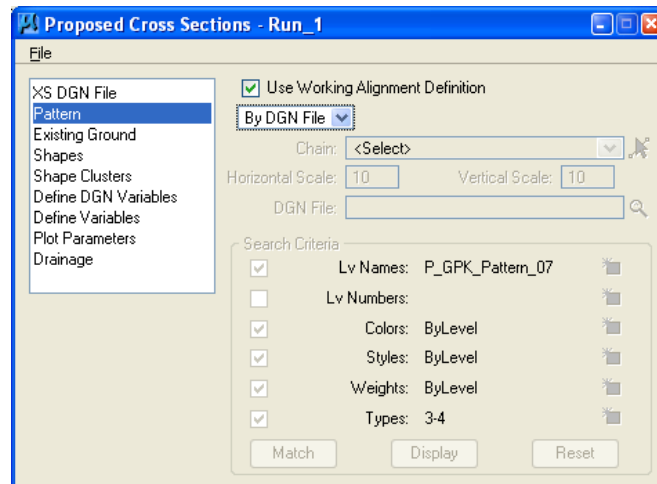 Proposed Cross Sections - Run_1
File
XS DGN File
Pattern
Existing Ground
Shapes
Shape Clusters
Define DGN Variables
Define Variables
Plot Parameters
Drainage
Use Working Alignment Definition
By DGN File
Chain: <Select>
Horizontal Scale: 10 Vertical Scale: 10
DGN File:
Search Criteria
Lv Names: P_GPK_Pattern_07
Lv Numbers:
Colors: ByLevel
Styles: ByLevel
Weights: ByLevel
Types: 3-4
Match Display Reset